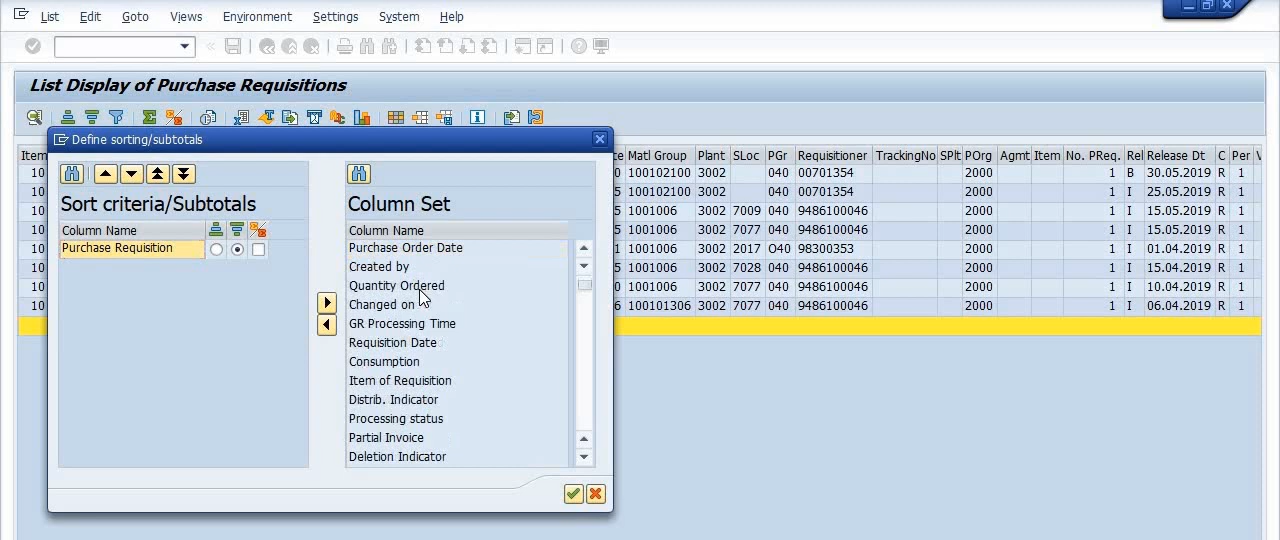 List Edit Goto Views Environment Settings System Help
List Display of Purchase Requisitions
Define sorting/subtotals
Item Matl Group Plant SLoc PGr Requisitioner TrackingNo SPlt POrg Agmt Item No. PReq. Rel Release Dt C Per
10 100102100 3002 040 00701354 2000 1 B 30.05.2019 R 1
10 100102100 3002 040 00701354 2000 1 I 25.05.2019 R 1
10 1001006 3002 7009 040 9486100046 2000 1 I 15.05.2019 R 1
10 1001006 3002 7077 040 9486100046 2000 1 I 15.05.2019 R 1
10 1001006 3002 2017 O40 98300353 2000 1 I 01.04.2019 R 1
10 1001006 3002 7028 040 9486100046 2000 1 I 15.04.2019 R 1
10 1001006 3002 7077 040 9486100046 2000 1 I 10.04.2019 R 1
10 100101306 3002 7077 040 9486100046 2000 1 I 06.04.2019 R 1
Sort criteria/Subtotals
Column Name
Purchase Requisition
Column Set
Column Name
Purchase Order Date
Created by
Quantity Ordered
Changed on
GR Processing Time
Requisition Date
Consumption
Item of Requisition
Distrib. Indicator
Processing status
Partial Invoice
Deletion Indicator